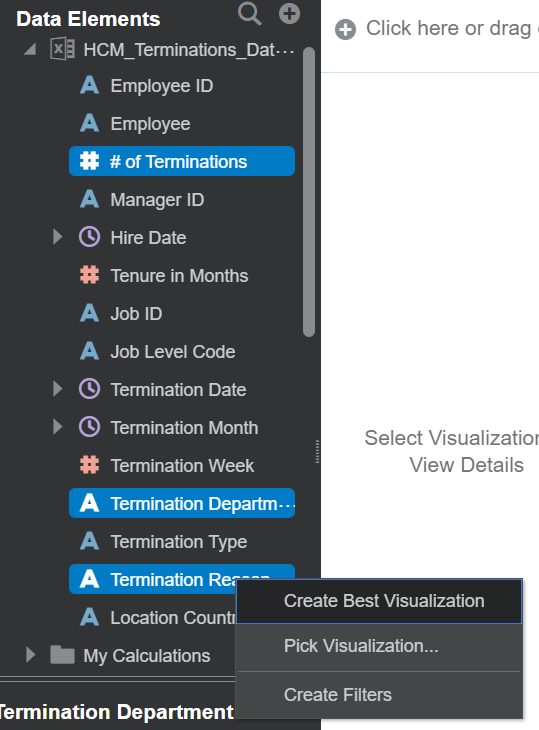 Data Elements
HCM_Terminations_Dat...
Employee ID
Employee
# of Terminations
Manager ID
Hire Date
Tenure in Months
Job ID
Job Level Code
Termination Date
Termination Month
Termination Week
Termination Departm...
Termination Type
Termination Reason
Location Countr
My Calculations
Termination Department
Click here or drag
Select Visualization
View Details
Create Best Visualization
Pick Visualization...
Create Filters